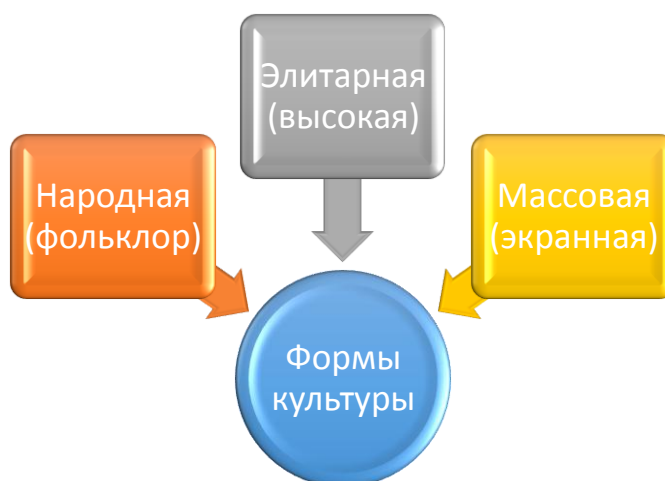 Элитарная
(высокая)
Народная
(фольклор)
Массовая
(экранная)
Формы
культуры